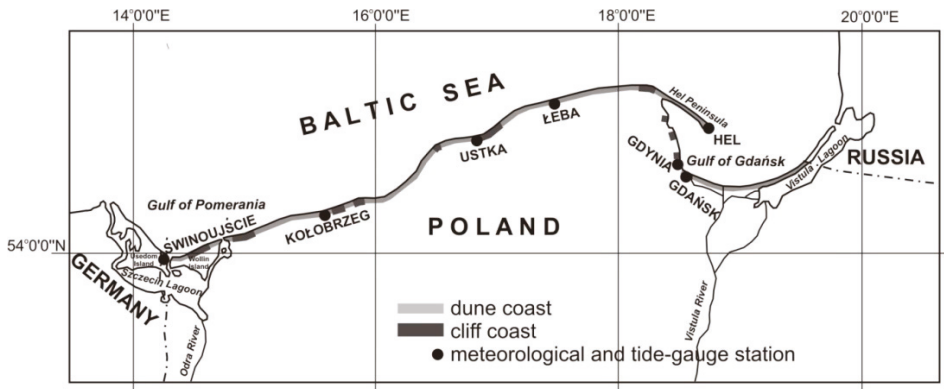 14°0'0"E
16°0'0"E
18°0'0"E
20°0'0"E
BALTIC SEA
Hel Peninsula
ŁEBA
HEL
USTKA
GDYNIA
Gulf of Gdańsk
Vistula Lagoon
RUSSIA
GDAŃSK
Gulf of Pomerania
KOŁOBRZEG
POLAND
SWINOUJŚCIE
54°0'0"N
Usedom
Island
Wollin
Island
Szczecin Lagoon
GERMANY
Odra River
Vistula River
dune coast
cliff coast
meteorological and tide-gauge station